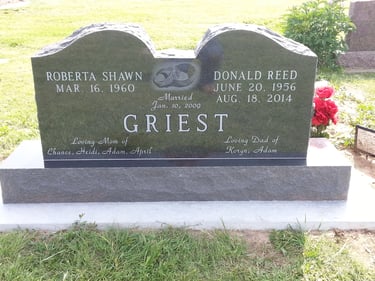 ROBERTA SHAWN
MAR. 16. 1960
DONALD REED
JUNE 20. 1956
AUG 18. 2014
Married
Jan. 10, 2009
GRIEST
Loving Mom of
Chance, Heidi, Adam, April
Loving Dad of
Koryn, Adam